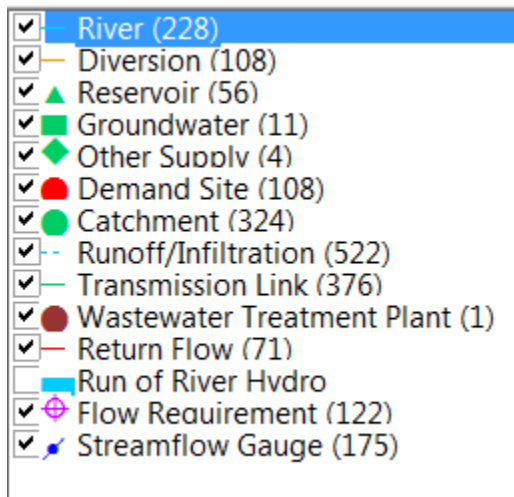 River (228)
Diversion (108)
Reservoir (56)
Groundwater (11)
Other Supply (4)
Demand Site (108)
Catchment (324)
Runoff/Infiltration (522)
Transmission Link (376)
Wastewater Treatment Plant (1)
Return Flow (71)
Run of River Hydro
Flow Requirement (122)
Streamflow Gauge (175)